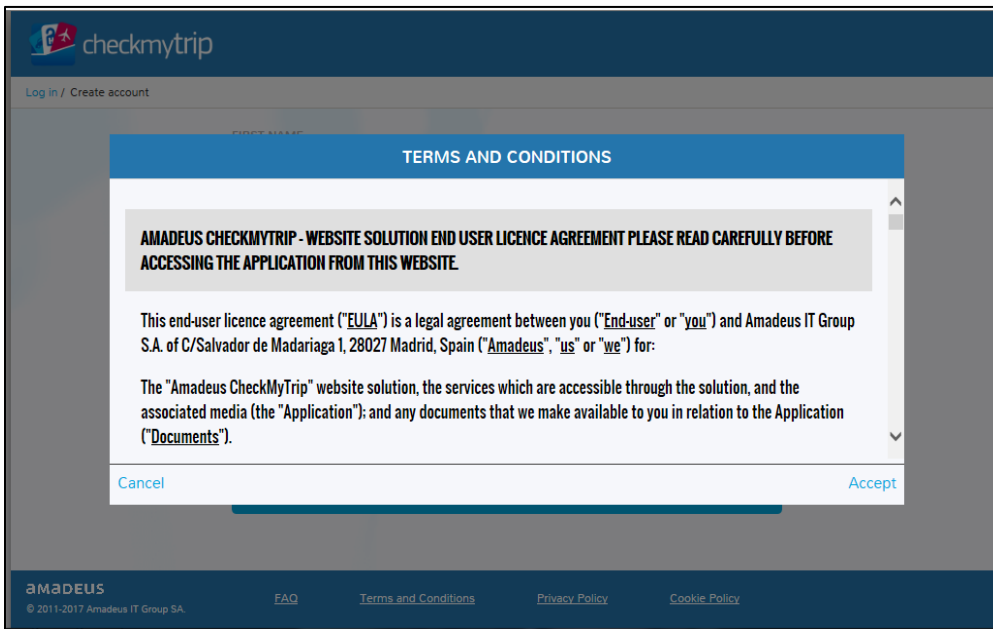 checkmytrip
Log in / Create account
FIRST NAME
TERMS AND CONDITIONS
AMADEUS CHECKMYTRIP - WEBSITE SOLUTION END USER LICENCE AGREEMENT PLEASE READ CAREFULLY BEFORE
ACCESSING THE APPLICATION FROM THIS WEBSITE.
This end-user licence agreement ("EULA") is a legal agreement between you ("End-user" or "you") and Amadeus IT Group
S.A. of C/Salvador de Madariaga 1, 28027 Madrid, Spain ("Amadeus", "us" or "we") for:
The "Amadeus CheckMyTrip" website solution, the services which are accessible through the solution, and the
associated media (the "Application"); and any documents that we make available to you in relation to the Application
("Documents").
Cancel Accept
amadeus
© 2011-2017 Amadeus IT Group SA. FAQ Terms and Conditions Privacy Policy Cookie Policy